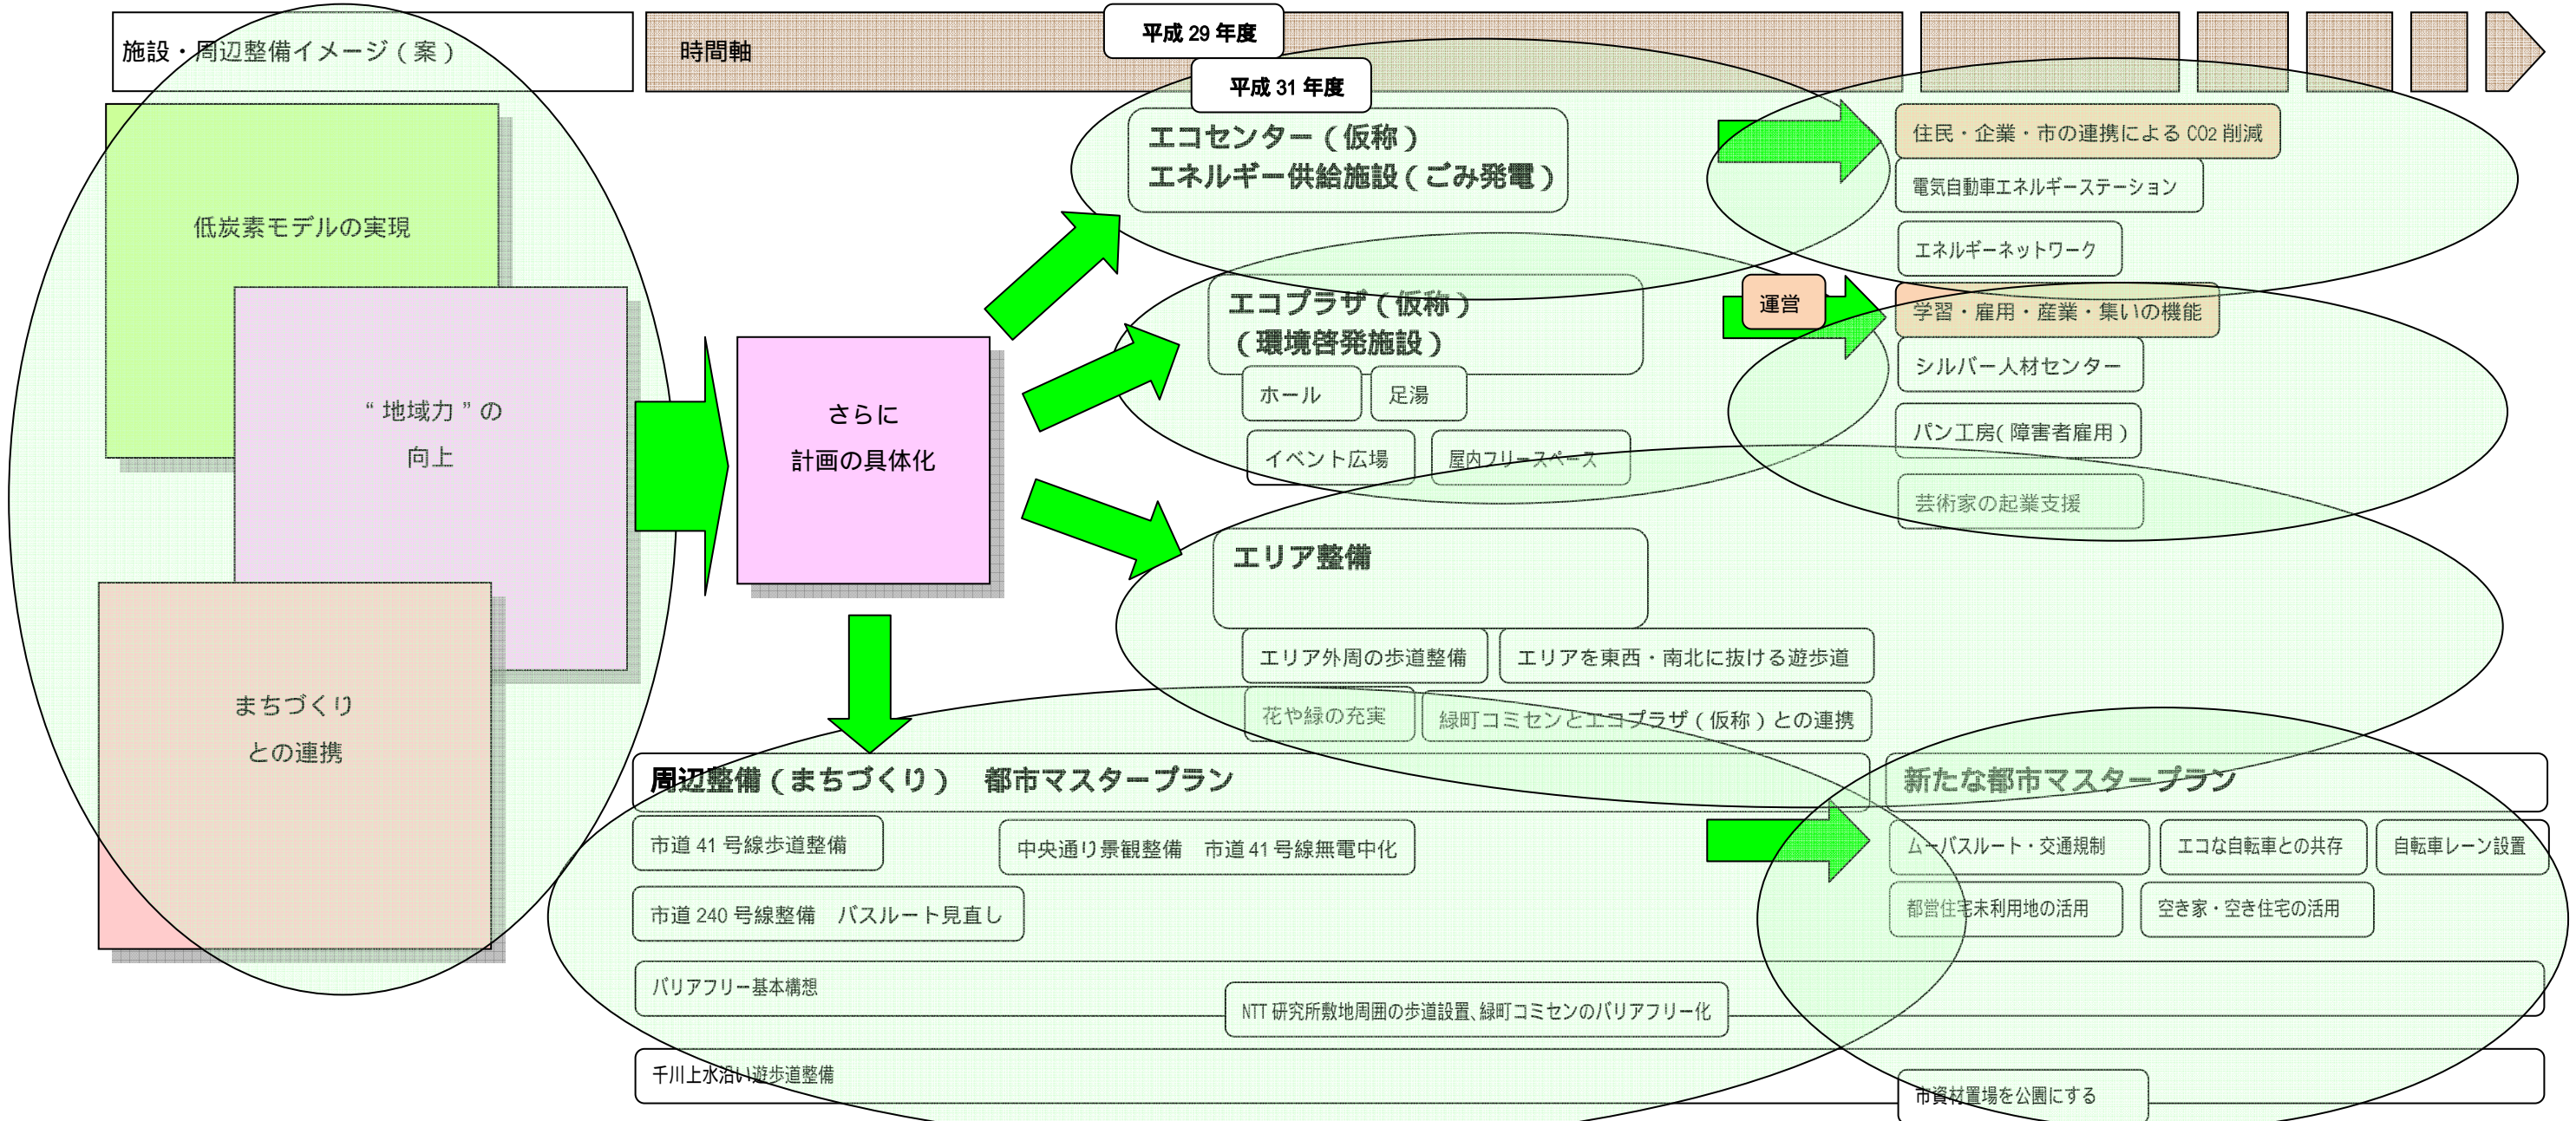 施設・周辺整備イメージ（案）
時間軸
平成 29 年度
平成 31 年度
低炭素モデルの実現
“ 地域力 ” の
向上
まちづくり
との連携
さらに
計画の具体化
エコセンター（仮称）
エネルギー供給施設（ごみ発電）
住民・企業・市の連携による CO2 削減
電気自動車エネルギーステーション
エネルギーネットワーク
エコプラザ（仮称）
（環境啓発施設）
ホール
足湯
イベント広場
屋内フリースペース
運営
学習・雇用・産業・集いの機能
シルバー人材センター
パン工房（障害者雇用）
芸術家の起業支援
エリア整備
エリア外周の歩道整備
エリアを東西・南北に抜ける遊歩道
花や緑の充実
緑町コミセンとエコプラザ（仮称）との連携
周辺整備（まちづくり）　都市マスタープラン
市道 41 号線歩道整備
中央通り景観整備　市道 41 号線無電中化
市道 240 号線整備　バスルート見直し
新たな都市マスタープラン
ムーバスルート・交通規制
エコな自転車との共存
自転車レーン設置
都営住宅未利用地の活用
空き家・空き住宅の活用
バリアフリー基本構想
NTT 研究所敷地周囲の歩道設置、緑町コミセンのバリアフリー化
千川上水沿い遊歩道整備
市資材置場を公園にする